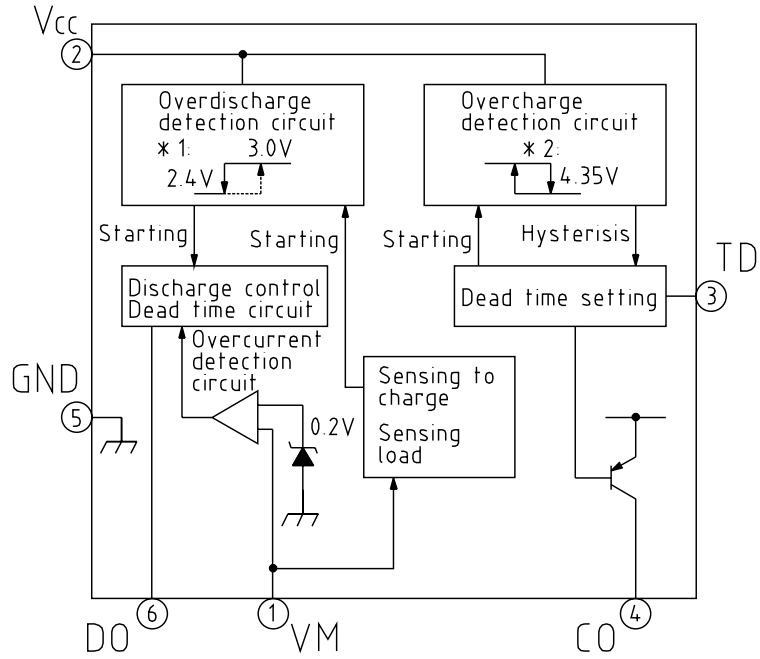 Vcc
2
Overdischarge
detection circuit
* 1:
3.0V
2.4V
Overcharge
detection circuit
* 2:
4.35V
Starting
Starting
Starting
Hysterisis
TD
3
Discharge control
Dead time circuit
Dead time setting
Overcurrent
detection
circuit
GND
5
0.2V
Sensing to
charge
Sensing
load
6
1
4
DO
VM
CO